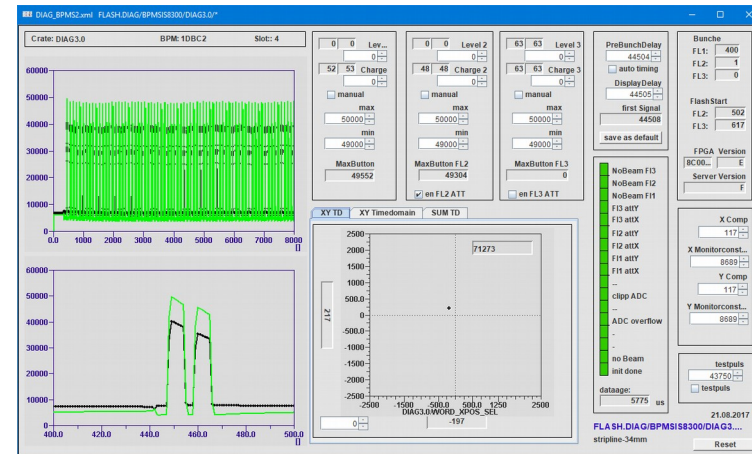 DIAG_BPMS2.xml FLASH.DIAG/BPMSIS8300/DIAG3.0/*
Crate: DIAG3.0 BPM: 1DBC2 Slot:: 4
60000
50000
40000
30000
20000
10000
0
0.0 1000 2000 3000 4000 5000 6000 7000 8000
[]
60000
50000
40000
30000
20000
10000
0
400.0 420.0 440.0 460.0 480.0 500.0
[]
0 0 Lev...
0
52 53 Charge
0
manual
max
50000
min
49000
MaxButton
49552
0 0 Level 2
0
48 48 Charge 2
0
manual
max
50000
min
49000
MaxButton FL2
49304
en FL2 ATT
63 63 Level 3
0
63 63 Charge 3
0
manual
max
50000
min
49000
MaxButton FL3
0
en FL3 ATT
XY TD XY Timedomain SUM TD
2500
2000
1500
1000
500.0
0.0
-500.0
-1000
-1500
-2000
-2500
-2500 -1500 -500.0 500.0 1500 2500
71273
217
DIAG3.0/WORD_XPOS_SEL
0
-197
PreBunchDelay
44504
auto timing
DisplayDelay
44505
first Signal
44508
save as default
NoBeam Fl3
NoBeam Fl2
NoBeam Fl1
Fl3 attY
Fl3 attX
Fl2 attY
Fl2 attX
Fl1 attY
Fl1 attX
...
clipp ADC
...
ADC overflow
.
.
no Beam
init done
dataage:
5775 us
Bunche
FL1: 400
FL2: 1
FL3: 0
FlashStart
FL2: 502
FL3: 617
FPGA Version
8C00... E
Server Version
F
X Comp
117
X Monitorconst...
8689
Y Comp
117
Y Monitorconst...
8689
testpuls
43750
testpuls
21.08.2017
FLASH.DIAG/BPMSIS8300/DIAG3....
stripline-34mm
Reset